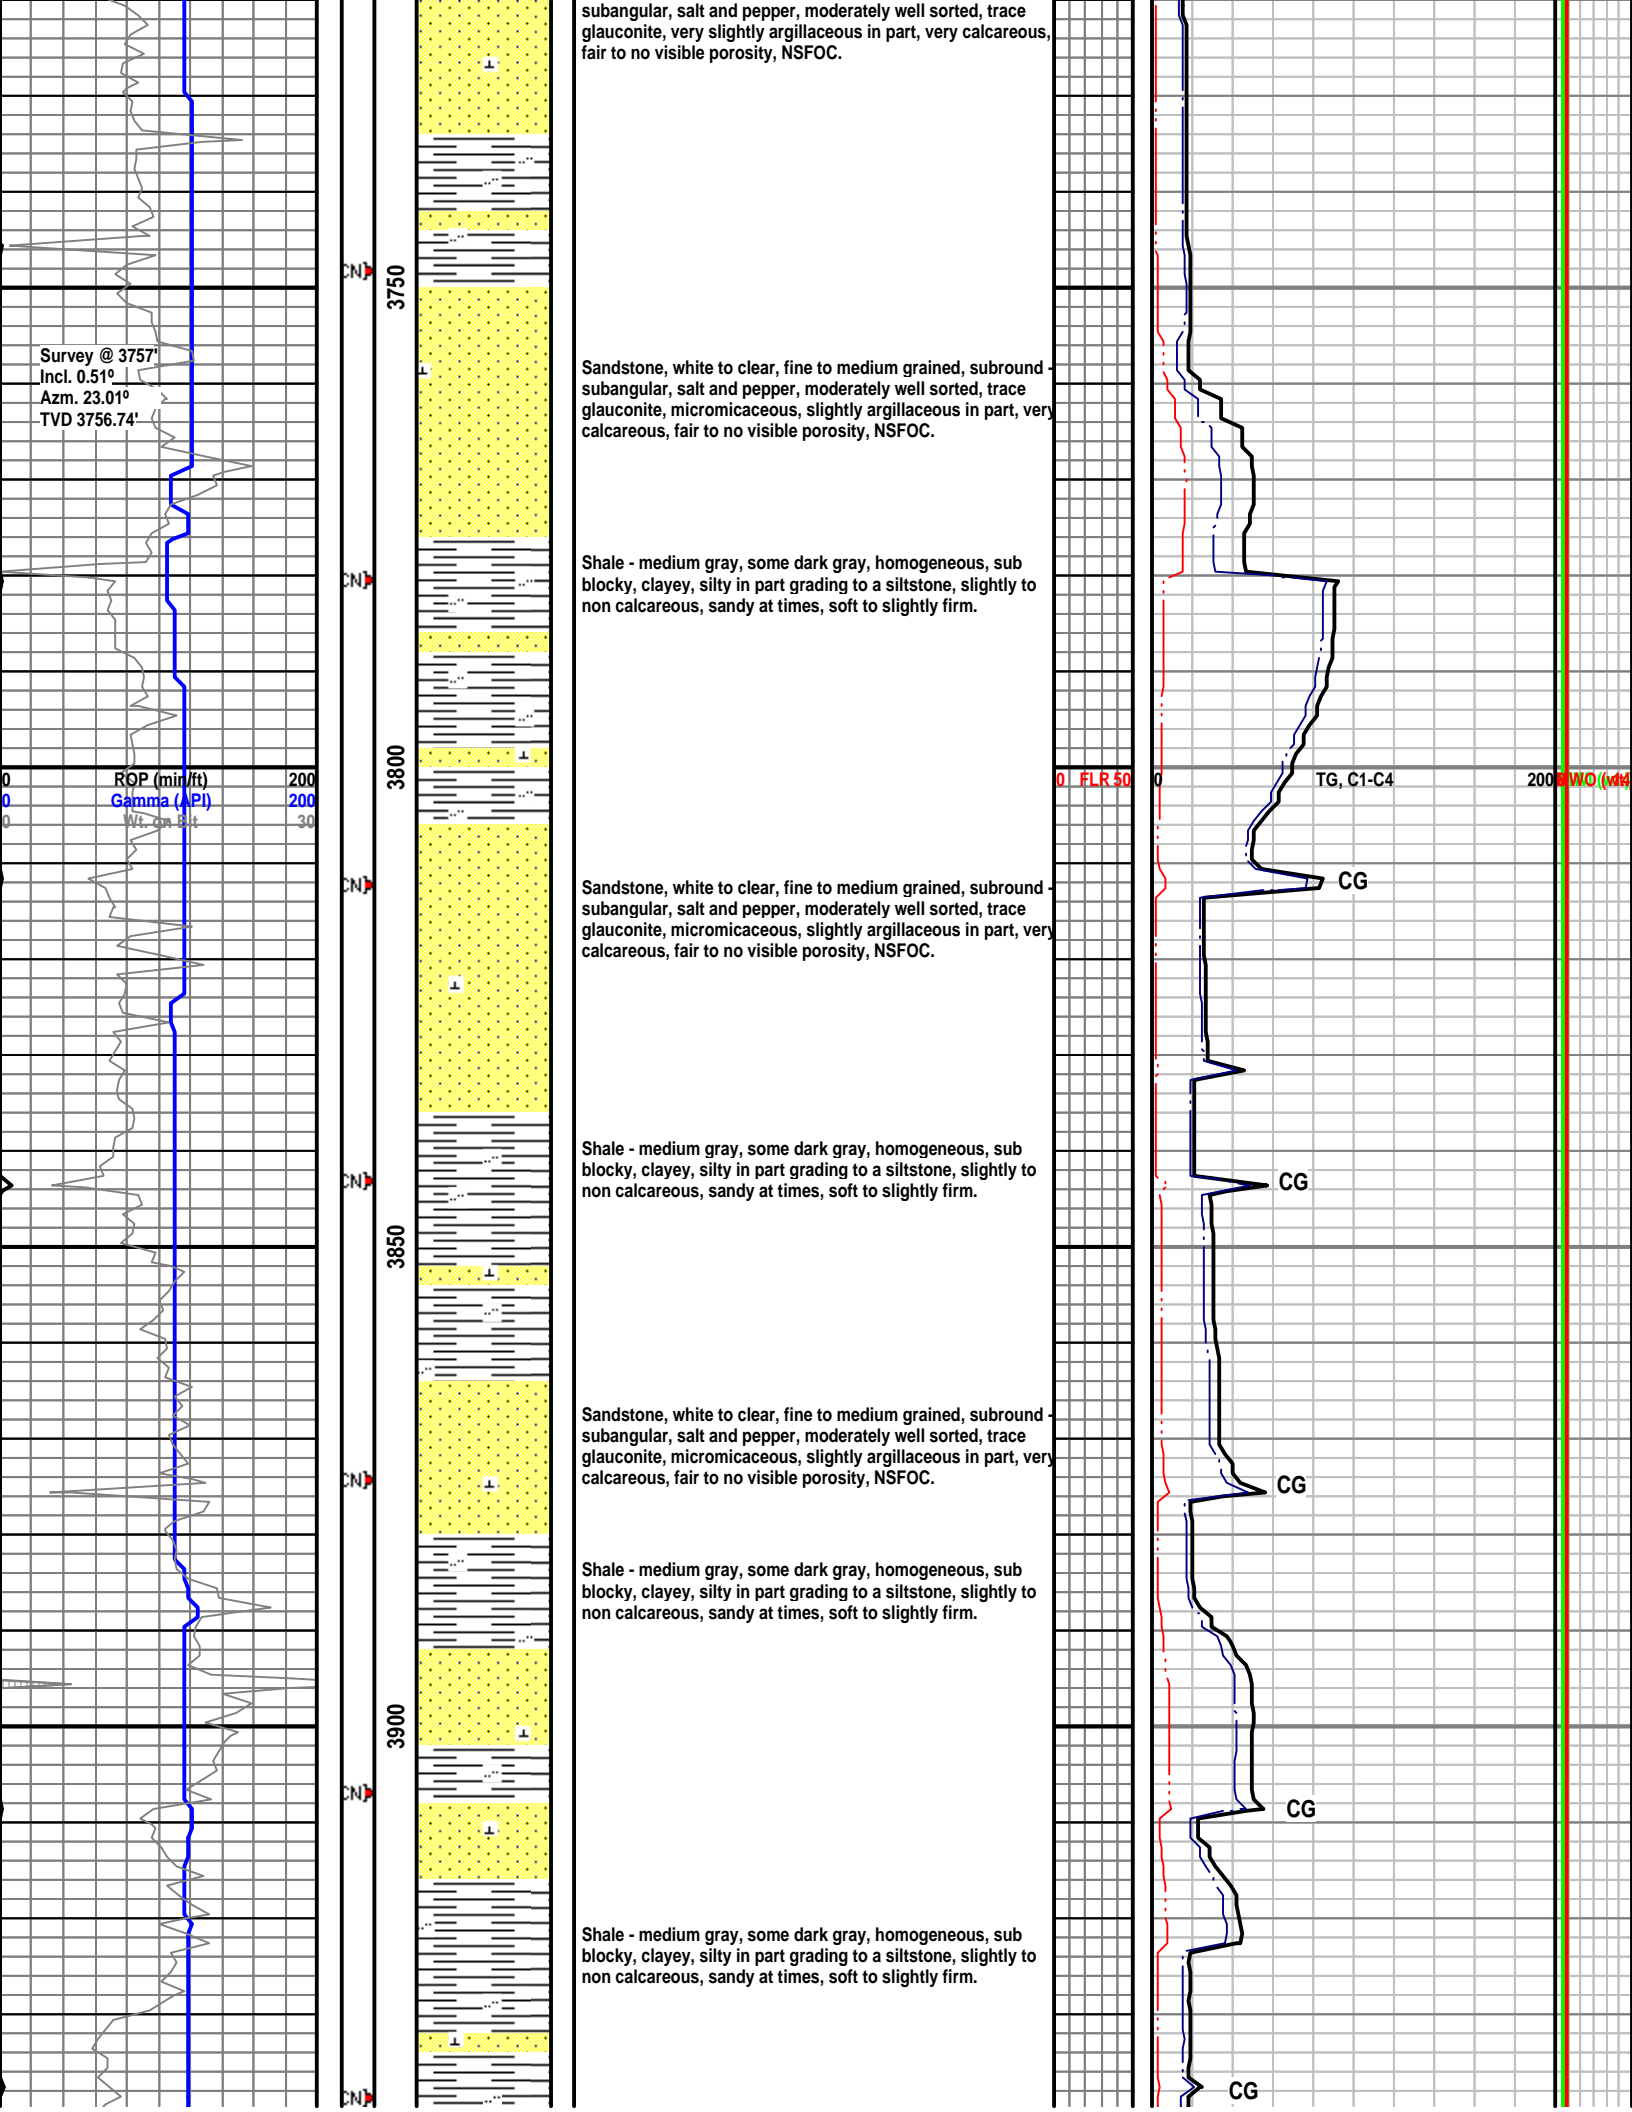 subangular, salt and pepper, moderately well sorted, trace
glauconite, very slightly argillaceous in part, very calcareous,
fair to no visible porosity, NSFOC.
CN}
3750
Survey @ 3757'
Incl. 0.51º
Azm. 23.01º
TVD 3756.74'
Sandstone, white to clear, fine to medium grained, subround -
subangular, salt and pepper, moderately well sorted, trace
glauconite, micromicaceous, slightly argillaceous in part, very
calcareous, fair to no visible porosity, NSFOC.
CN}
Shale - medium gray, some dark gray, homogeneous, sub
blocky, clayey, silty in part grading to a siltstone, slightly to
non calcareous, sandy at times, soft to slightly firm.
3800
0 ROP (min/ft) 200
0 Gamma (API) 200
0 Wt. on Bit 30
0 FLR 50
0 TG, C1-C4 200
CN}
Sandstone, white to clear, fine to medium grained, subround -
subangular, salt and pepper, moderately well sorted, trace
glauconite, micromicaceous, slightly argillaceous in part, very
calcareous, fair to no visible porosity, NSFOC.
CG
CN}
Shale - medium gray, some dark gray, homogeneous, sub
blocky, clayey, silty in part grading to a siltstone, slightly to
non calcareous, sandy at times, soft to slightly firm.
CG
3850
Sandstone, white to clear, fine to medium grained, subround -
subangular, salt and pepper, moderately well sorted, trace
glauconite, micromicaceous, slightly argillaceous in part, very
calcareous, fair to no visible porosity, NSFOC.
CN}
CG
Shale - medium gray, some dark gray, homogeneous, sub
blocky, clayey, silty in part grading to a siltstone, slightly to
non calcareous, sandy at times, soft to slightly firm.
3900
CN}
CG
Shale - medium gray, some dark gray, homogeneous, sub
blocky, clayey, silty in part grading to a siltstone, slightly to
non calcareous, sandy at times, soft to slightly firm.
CN}
CG